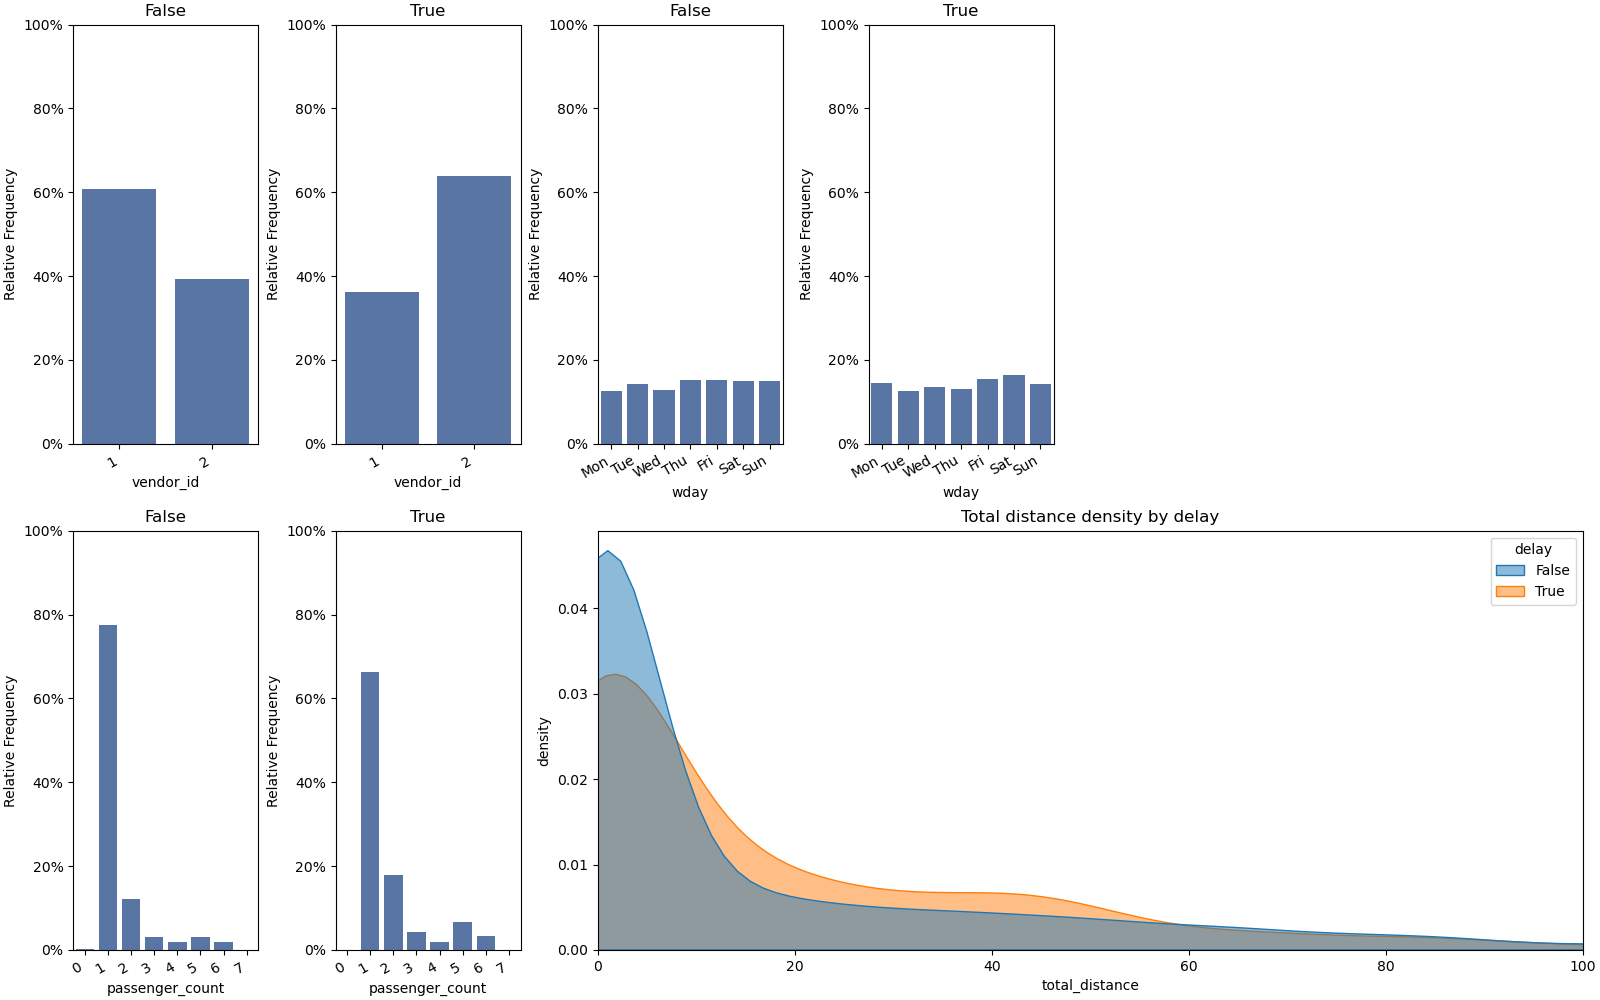 False
True
False
True
100%
80%
60%
40%
20%
0%
Relative Frequency
1
2
vendor_id
100%
80%
60%
40%
20%
0%
Relative Frequency
1
2
vendor_id
100%
80%
60%
40%
20%
0%
Relative Frequency
Mon
Tue
Wed
Thu
Fri
Sat
Sun
wday
100%
80%
60%
40%
20%
0%
Relative Frequency
Mon
Tue
Wed
Thu
Fri
Sat
Sun
wday
False
100%
80%
60%
40%
20%
0%
Relative Frequency
0
1
2
3
4
5
6
7
passenger_count
True
100%
80%
60%
40%
20%
0%
Relative Frequency
0
1
2
3
4
5
6
7
passenger_count
Total distance density by delay
delay
False
True
0.04
0.03
0.02
0.01
0.00
density
0
20
40
60
80
100
total_distance